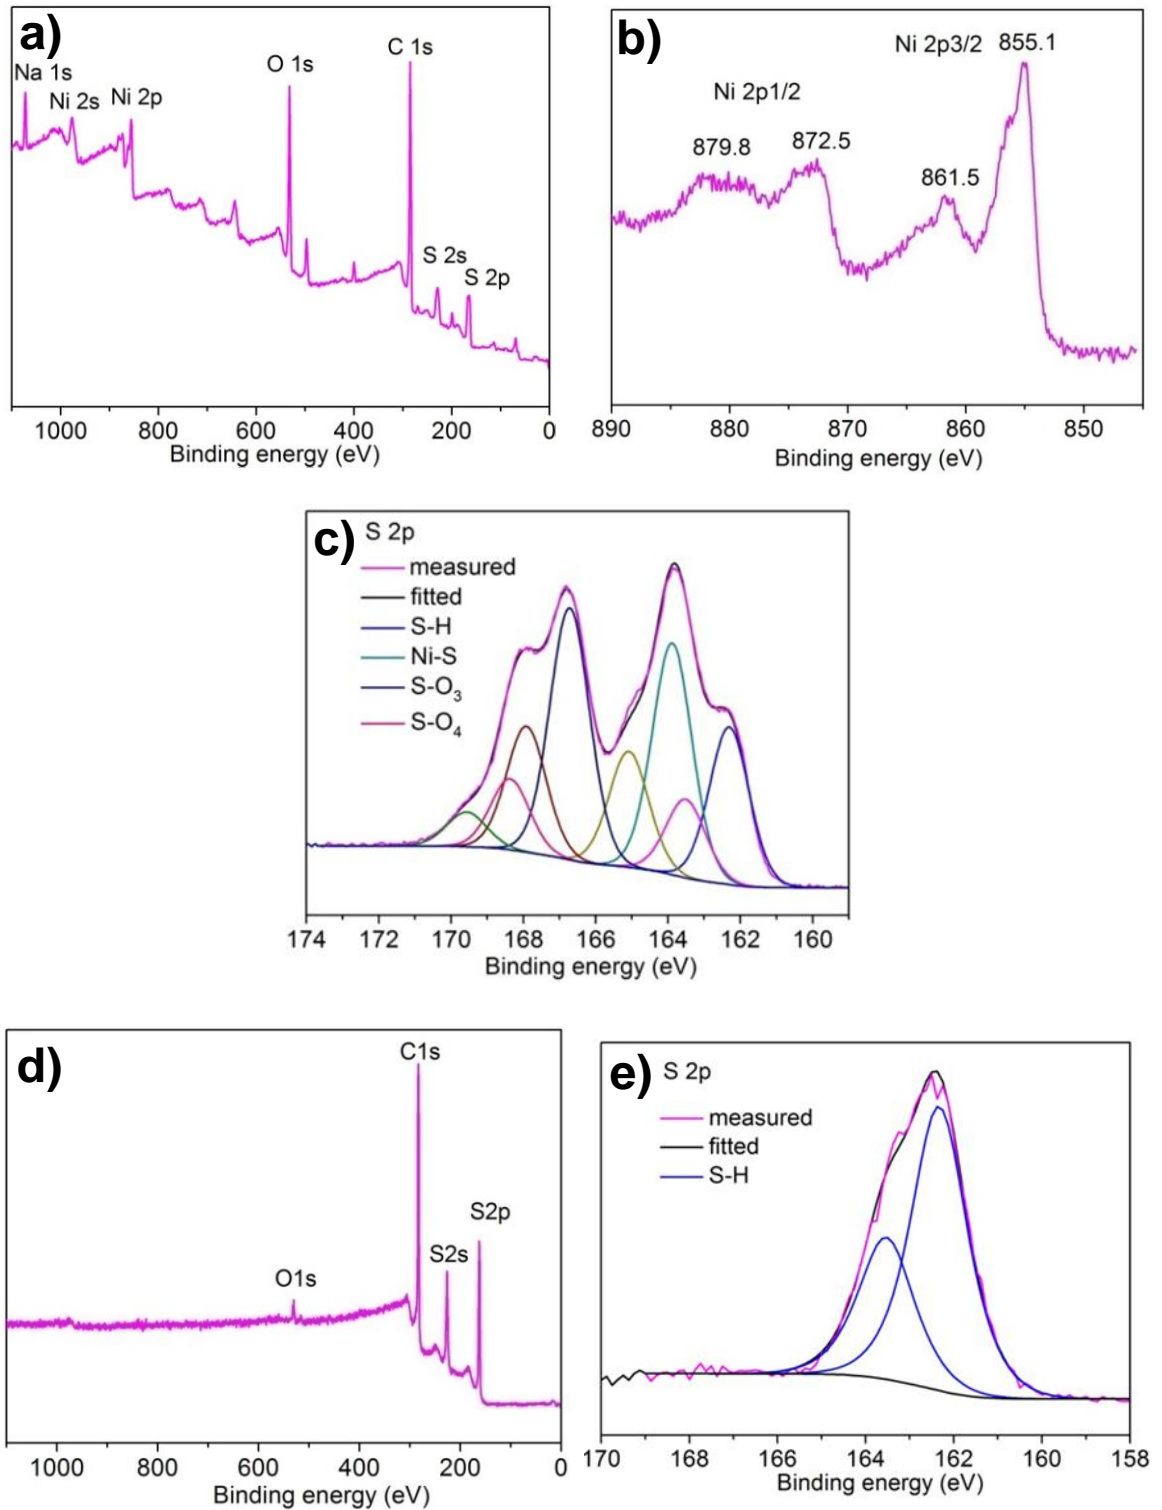 a)
C 1s
O 1s
Na 1s
Ni 2s
Ni 2p
S 2s
S 2p
1000 800 600 400 200 0
Binding energy (eV)
b)
Ni 2p3/2 855.1
Ni 2p1/2
879.8
872.5
861.5
890 880 870 860 850
Binding energy (eV)
c)
S 2p
measured
fitted
S-H
Ni-S
S-O3
S-O4
174 172 170 168 166 164 162 160
Binding energy (eV)
d)
C1s
S2p
S2s
O1s
1000 800 600 400 200 0
Binding energy (eV)
e)
S 2p
measured
fitted
S-H
170 168 166 164 162 160 158
Binding energy (eV)